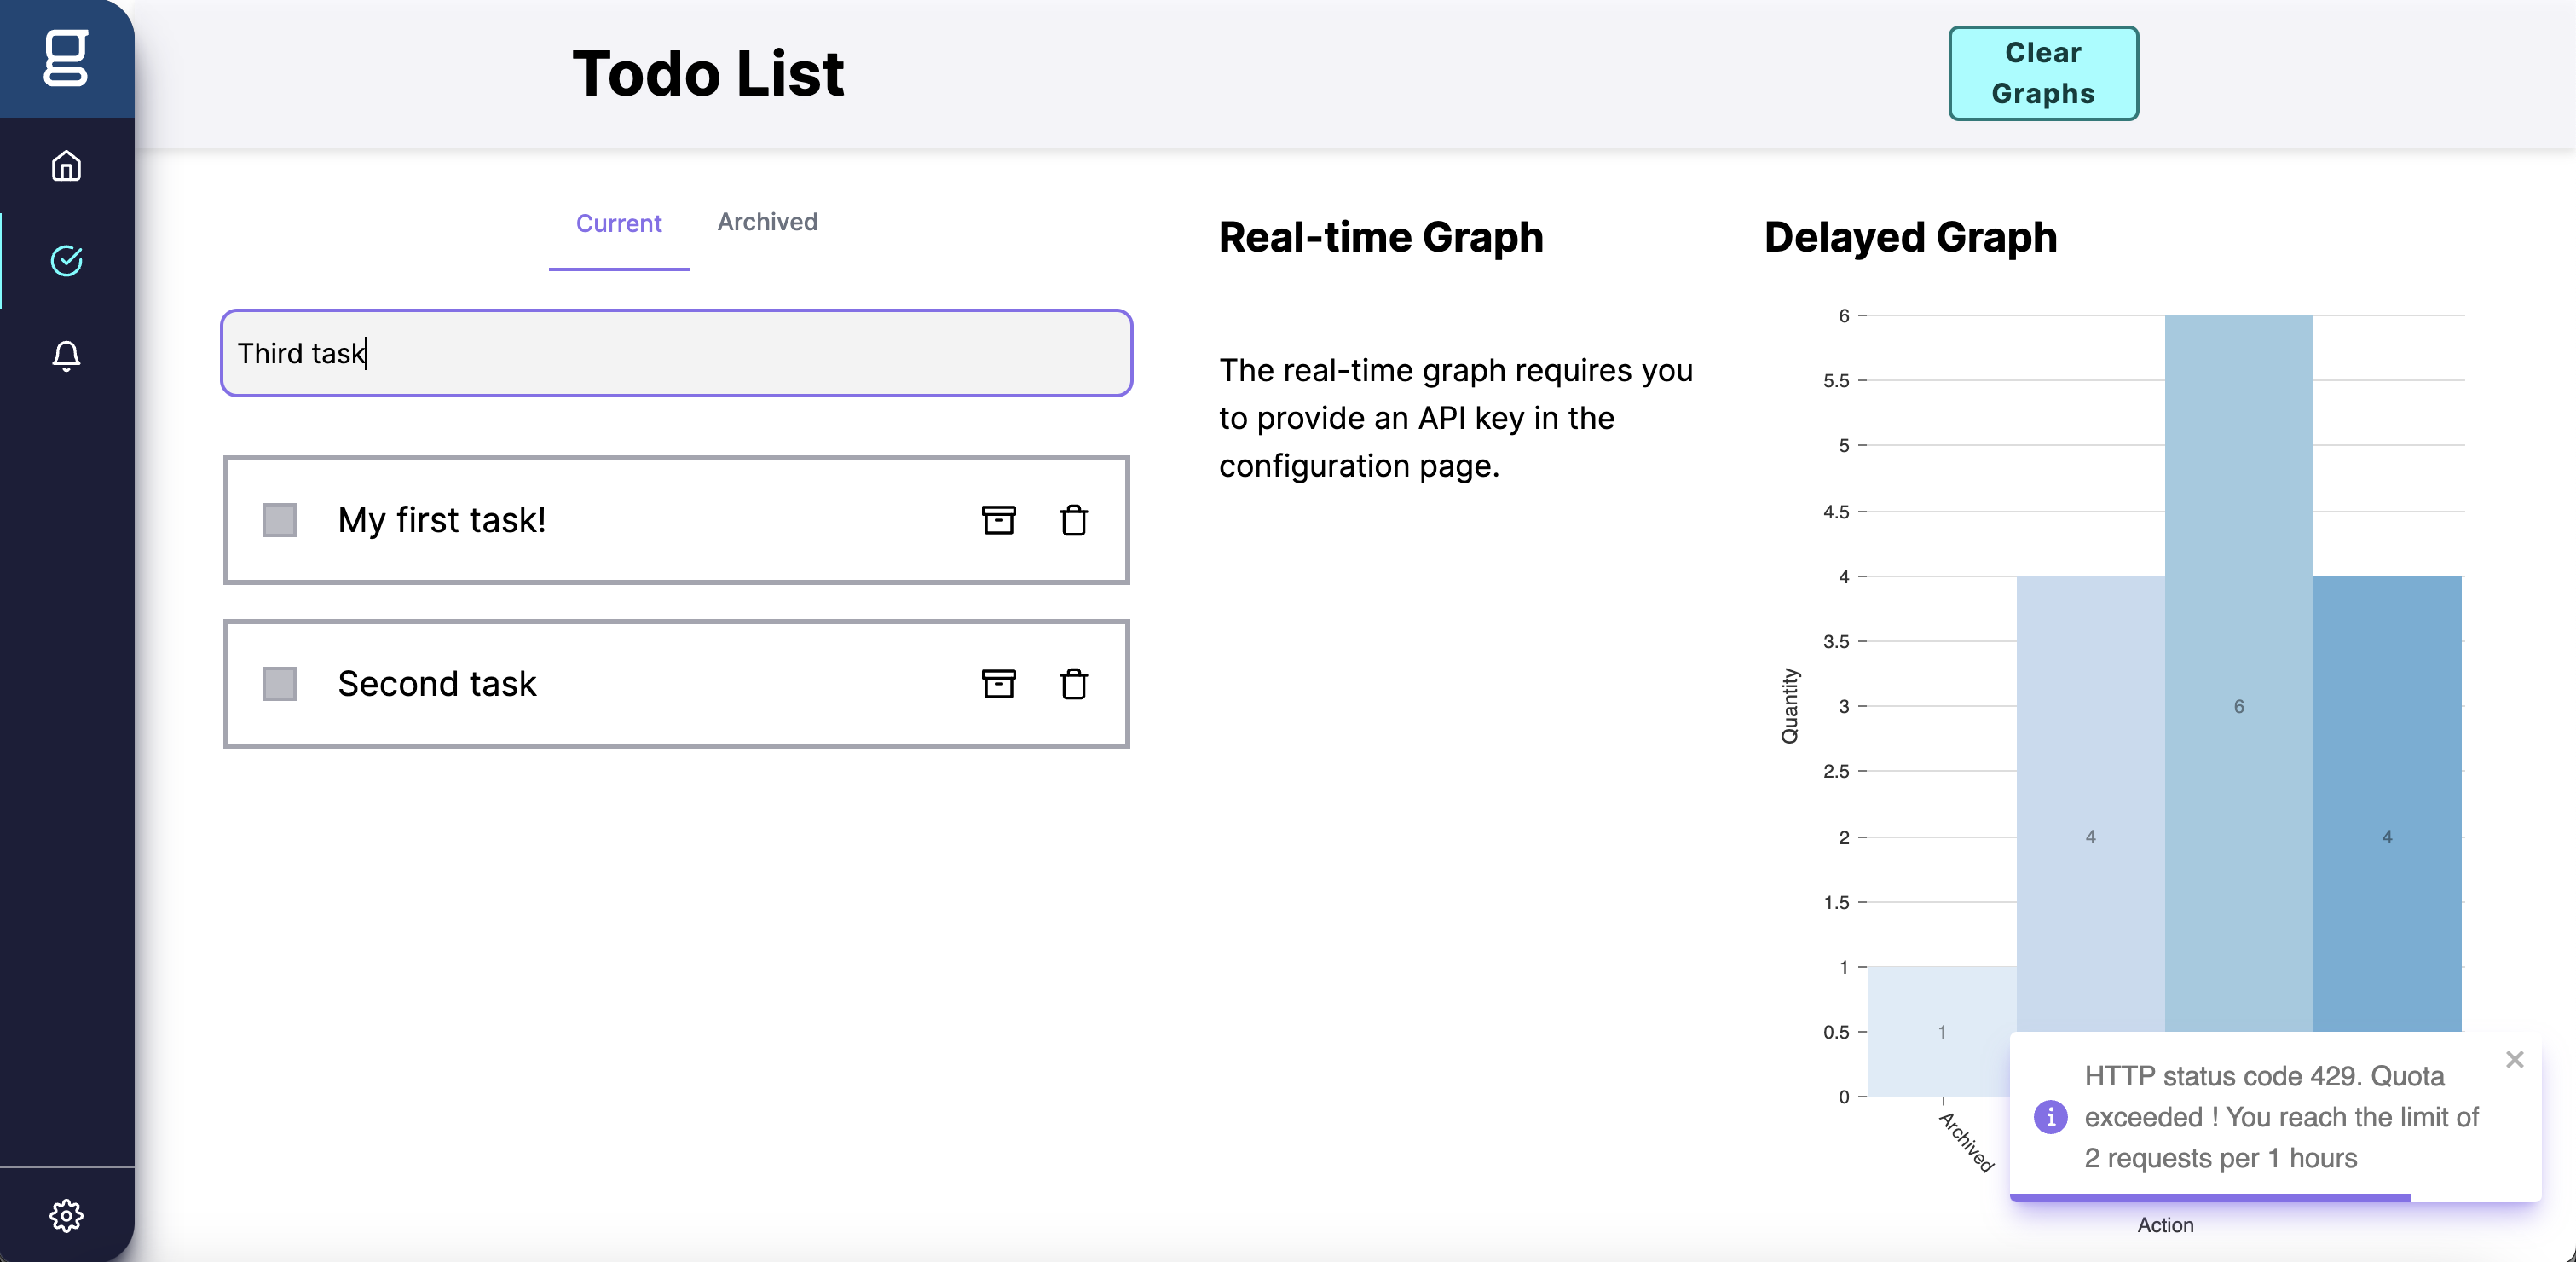 g
Todo List
Clear
Graphs
Current
Archived
Third task
My first task!
Second task
Real-time Graph
The real-time graph requires you
to provide an API key in the
configuration page.
Delayed Graph
6
5.5
5
4.5
4
3.5
3
2.5
2
1.5
1
0.5
0
Quantity
1
4
6
4
Archived
Action
HTTP status code 429. Quota
exceeded ! You reach the limit of
2 requests per 1 hours